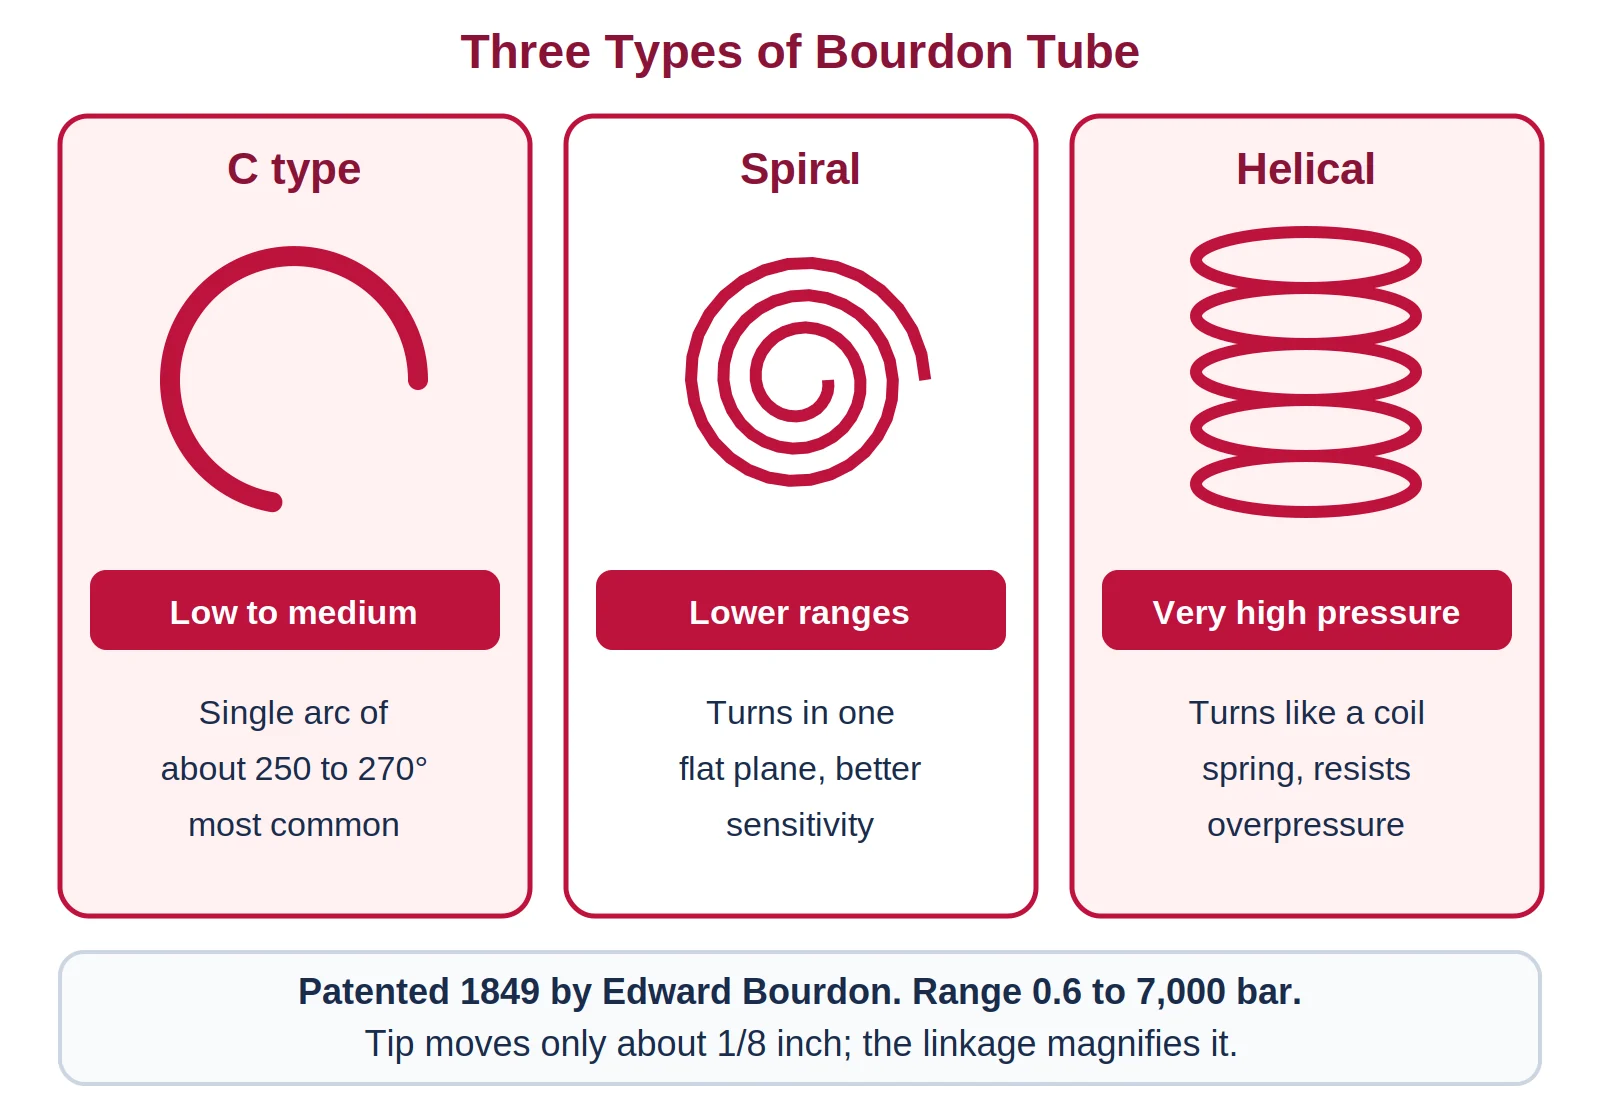 Three Types of Bourdon Tube
C type
Low to medium
Single arc of
about 250 to 270°
most common
Spiral
Lower ranges
Turns in one
flat plane, better
sensitivity
Helical
Very high pressure
Turns like a coil
spring, resists
overpressure
Patented 1849 by Edward Bourdon. Range 0.6 to 7,000 bar.
Tip moves only about 1/8 inch; the linkage magnifies it.